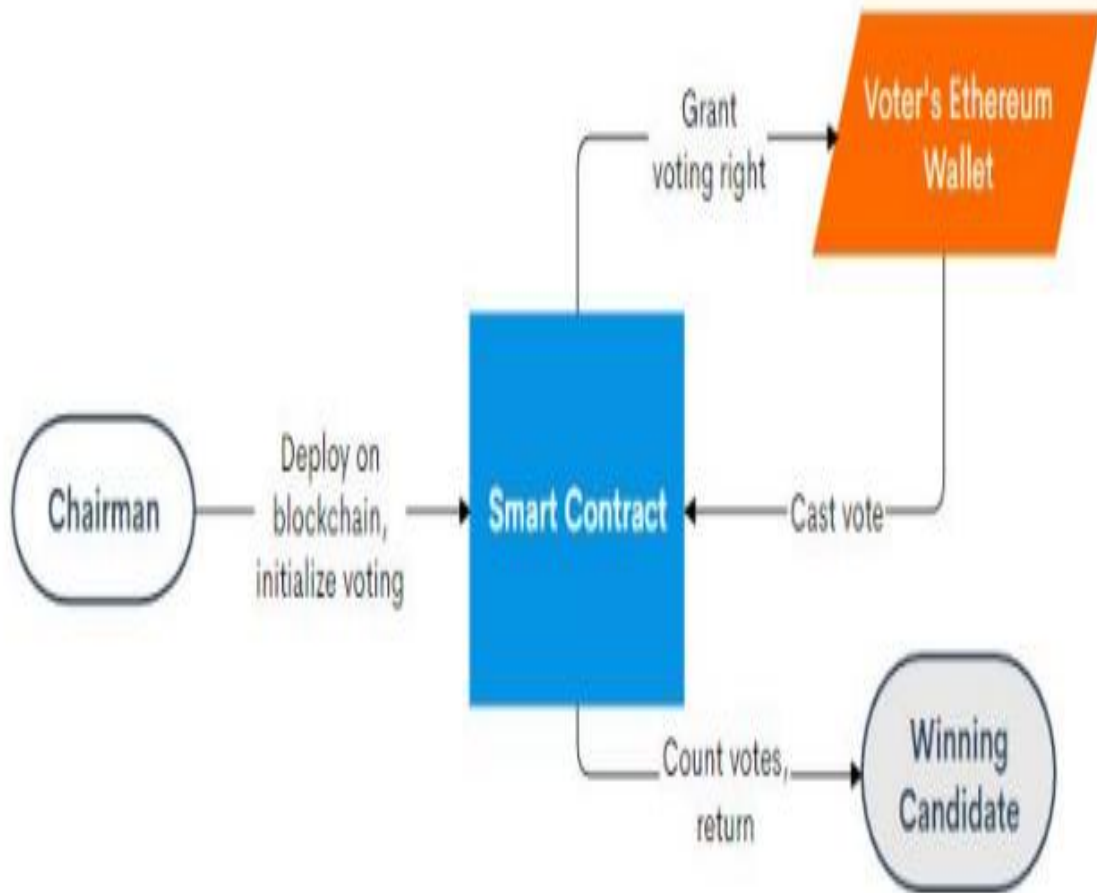 Voter's Ethereum
Wallet
Grant
voting right
Chairman
Deploy on
blockchain,
initialize voting
Smart Contract
Cast vote
Count votes,
return
Winning
Candidate